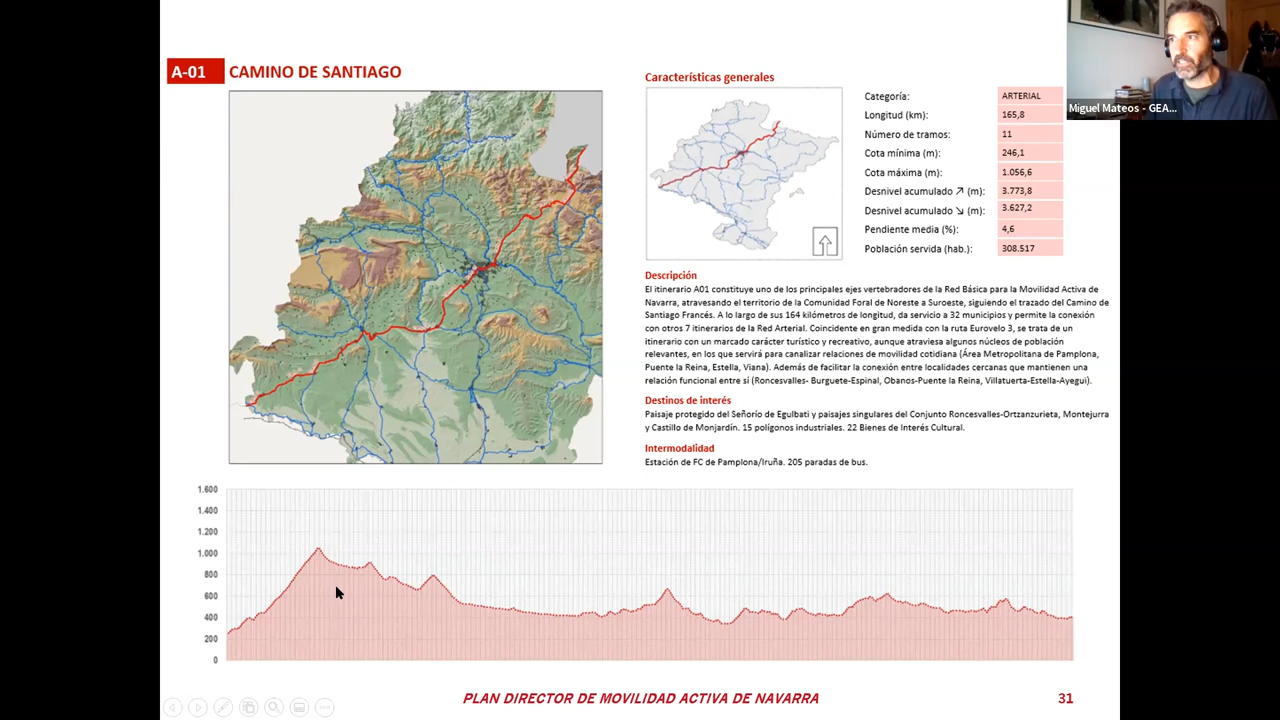 A-01 CAMINO DE SANTIAGO
Características generales
Categoría: ARTERIAL
Longitud (km): 165,8
Número de tramos: 11
Cota mínima (m): 246,1
Cota máxima (m): 1.056,6
Desnivel acumulado ↗ (m): 3.773,8
Desnivel acumulado ↘ (m): 3.627,2
Pendiente media (%): 4,6
Población servida (hab.): 308.517
Miguel Mateos - GEA...
Descripción
El itinerario A01 constituye uno de los principales ejes vertebradores de la Red Básica para la Movilidad Activa de
Navarra, atravesando el territorio de la Comunidad Foral de Noreste a Suroeste, siguiendo el trazado del Camino de
Santiago Francés. A lo largo de sus 164 kilómetros de longitud, da servicio a 32 municipios y permite la conexión
con otros 7 itinerarios de la Red Arterial. Coincidente en gran medida con la ruta Eurovelo 3, se trata de un
itinerario con un marcado carácter turístico y recreativo, aunque atraviesa algunos núcleos de población
relevantes, en los que servirá para canalizar relaciones de movilidad cotidiana (Área Metropolitana de Pamplona,
Puente la Reina, Estella, Viana). Además de facilitar la conexión entre localidades cercanas que mantienen una
relación funcional entre sí (Roncesvalles- Burguete-Espinal, Obanos-Puente la Reina, Villatuerta-Estella-Ayegui).
Destinos de interés
Paisaje protegido del Señorío de Egulbati y paisajes singulares del Conjunto Roncesvalles-Ortzanzurieta, Montejurra
y Castillo de Monjardín. 15 polígonos industriales. 22 Bienes de Interés Cultural.
Intermodalidad
Estación de FC de Pamplona/Iruña. 205 paradas de bus.
1.600
1.400
1.200
1.000
800
600
400
200
0
PLAN DIRECTOR DE MOVILIDAD ACTIVA DE NAVARRA
31